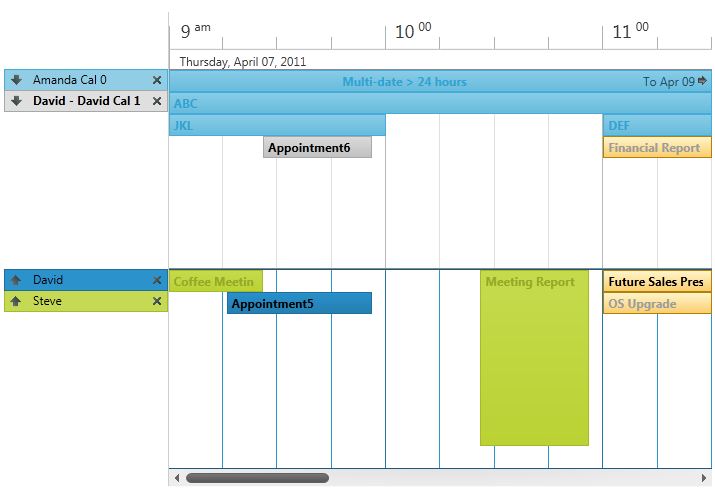 9 am
10 00
11 00
Thursday, April 07, 2011
Amanda Cal 0
Multi-date > 24 hours
To Apr 09
David - David Cal 1
ABC
JKL
DEF
Appointment6
Financial Report
David
Coffee Meetin
Meeting Report
Future Sales Pres
Steve
Appointment5
OS Upgrade